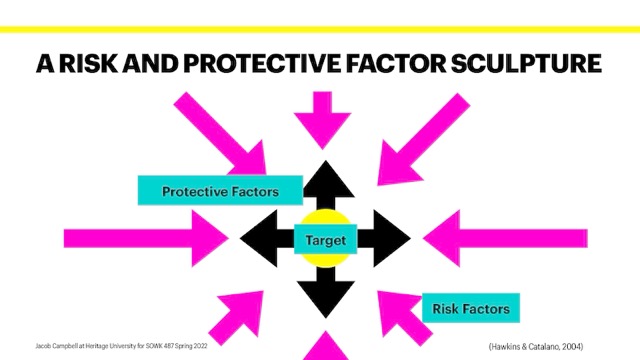 A RISK AND PROTECTIVE FACTOR SCULPTURE
Protective Factors
Target
Risk Factors
Jacob Campbell at Heritage University for SOWK 487 Spring 2022
(Hawkins & Catalano, 2004)